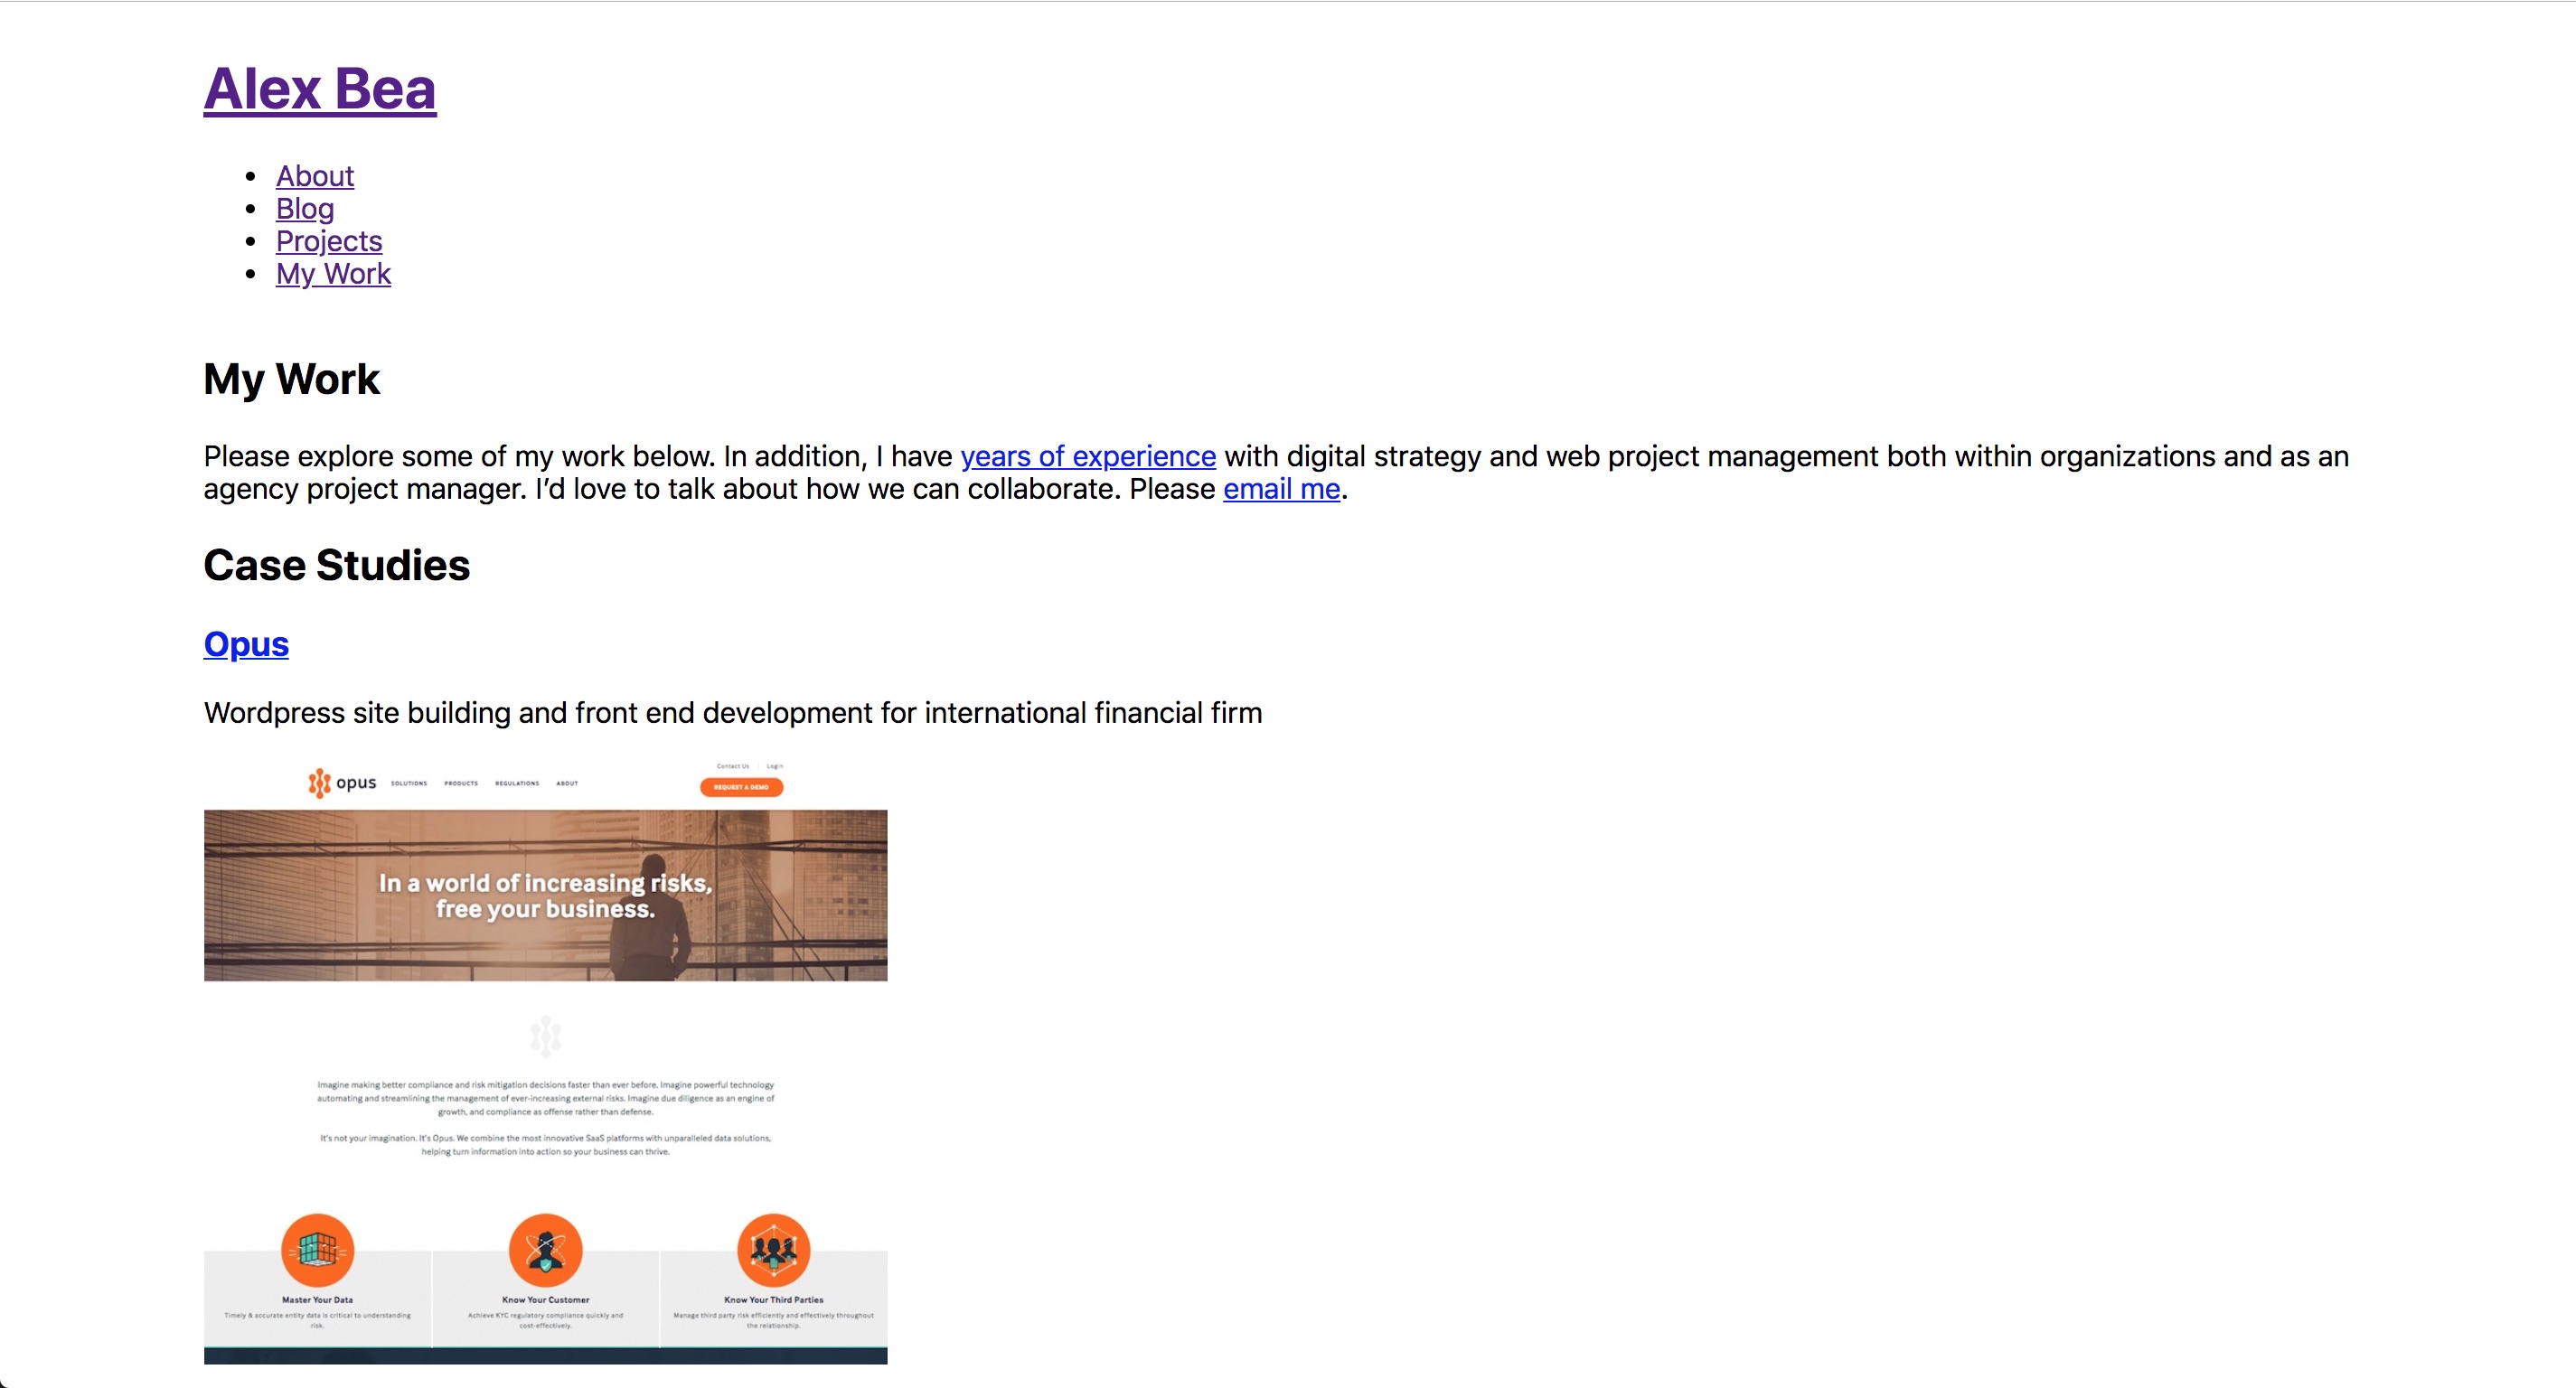 Alex Bea
About
Blog
Projects
My Work
My Work
Please explore some of my work below. In addition, I have years of experience with digital strategy and web project management both within organizations and as an
agency project manager. I’d love to talk about how we can collaborate. Please email me.
Case Studies
Opus
Wordpress site building and front end development for international financial firm
Contact Us Login
opus SOLUTIONS PRODUCTS REGULATIONS ABOUT REQUEST A DEMO
In a world of increasing risks,
free your business.
Imagine making better compliance and risk mitigation decisions faster than ever before. Imagine powerful technology
automating and streamlining the management of ever-increasing external risks. Imagine due diligence as an engine of
growth, and compliance as offense rather than defense.
It's not your imagination. It's Opus. We combine the most innovative SaaS platforms with unparalleled data solutions,
helping turn information into action so your business can thrive.
Master Your Data
Timely & accurate entity data is critical to understanding
risk.
Know Your Customer
Achieve KYC regulatory compliance quickly and
cost-effectively.
Know Your Third Parties
Manage third party risk efficiently and effectively throughout
the relationship.